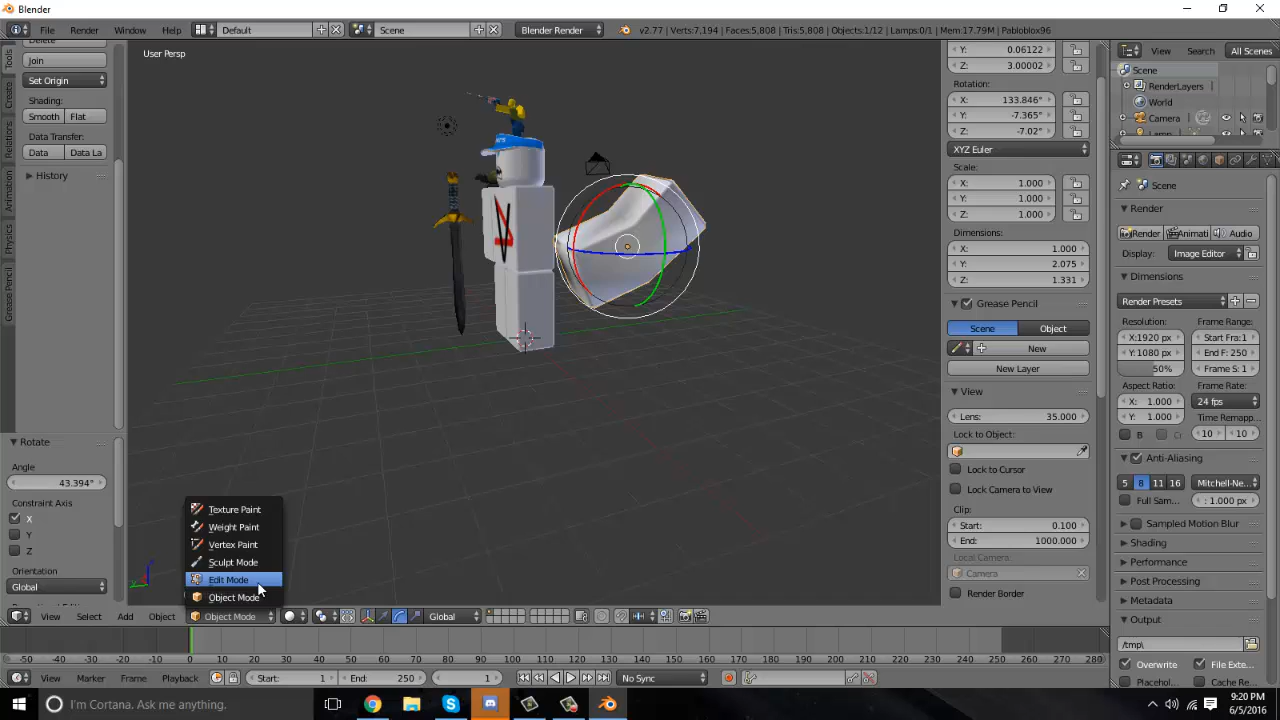 Blender
File Render Window Help Default Scene Blender Render v2.77 | Verts:7,194 | Faces:5,808 | Tris:5,808 | Objects:1/12 | Lamps:0/1 | Mem:17.79M | Pabloblox96
Tools
Create
Relations
Animation
Physics
Grease Pencil
Delete
Join
Set Origin
Shading:
Smooth Flat
Data Transfer:
Data Data La
History
Rotate
Angle
43.394°
Constraint Axis
X
Y
Z
Orientation
Global
User Persp
Texture Paint
Weight Paint
Vertex Paint
Sculpt Mode
Edit Mode
Object Mode
View Select Add Object Object Mode Global
Y: 0.06122
Z: 3.00002
Rotation:
X: 133.846°
Y: -7.365°
Z: -7.02°
XYZ Euler
Scale:
X: 1.000
Y: 1.000
Z: 1.000
Dimensions:
X: 1.000
Y: 2.075
Z: 1.331
Grease Pencil
Scene Object
New
New Layer
View
Lens: 35.000
Lock to Object:
Lock to Cursor
Lock Camera to View
Clip:
Start: 0.100
End: 1000.000
Local Camera:
Camera
Render Border
View Search All Scenes
Scene
RenderLayers
World
Camera
Lamp
Scene
Render
Render Animati Audio
Display: Image Editor
Dimensions
Render Presets
Resolution: Frame Range:
X:1920 px Start Fra:1
Y:1080 px End F: 250
50% Frame S: 1
Aspect Ratio: Frame Rate:
X: 1.000 24 fps
Y: 1.000 Time Remapp...
B Cr 10 10
Anti-Aliasing
5 8 11 16 Mitchell-Ne...
Full Sam... : 1.000 px
Sampled Motion Blur
Shading
Performance
Post Processing
Metadata
Output
/tmp\
Overwrite File Exte...
Placehol... Cache Re...
-50 -40 -30 -20 -10 0 10 20 30 40 50 60 70 80 90 100 110 120 130 140 150 160 170 180 190 200 210 220 230 240 250 260 270 280
View Marker Frame Playback Start: 1 End: 250 1 No Sync
I'm Cortana. Ask me anything.
9:20 PM
6/5/2016